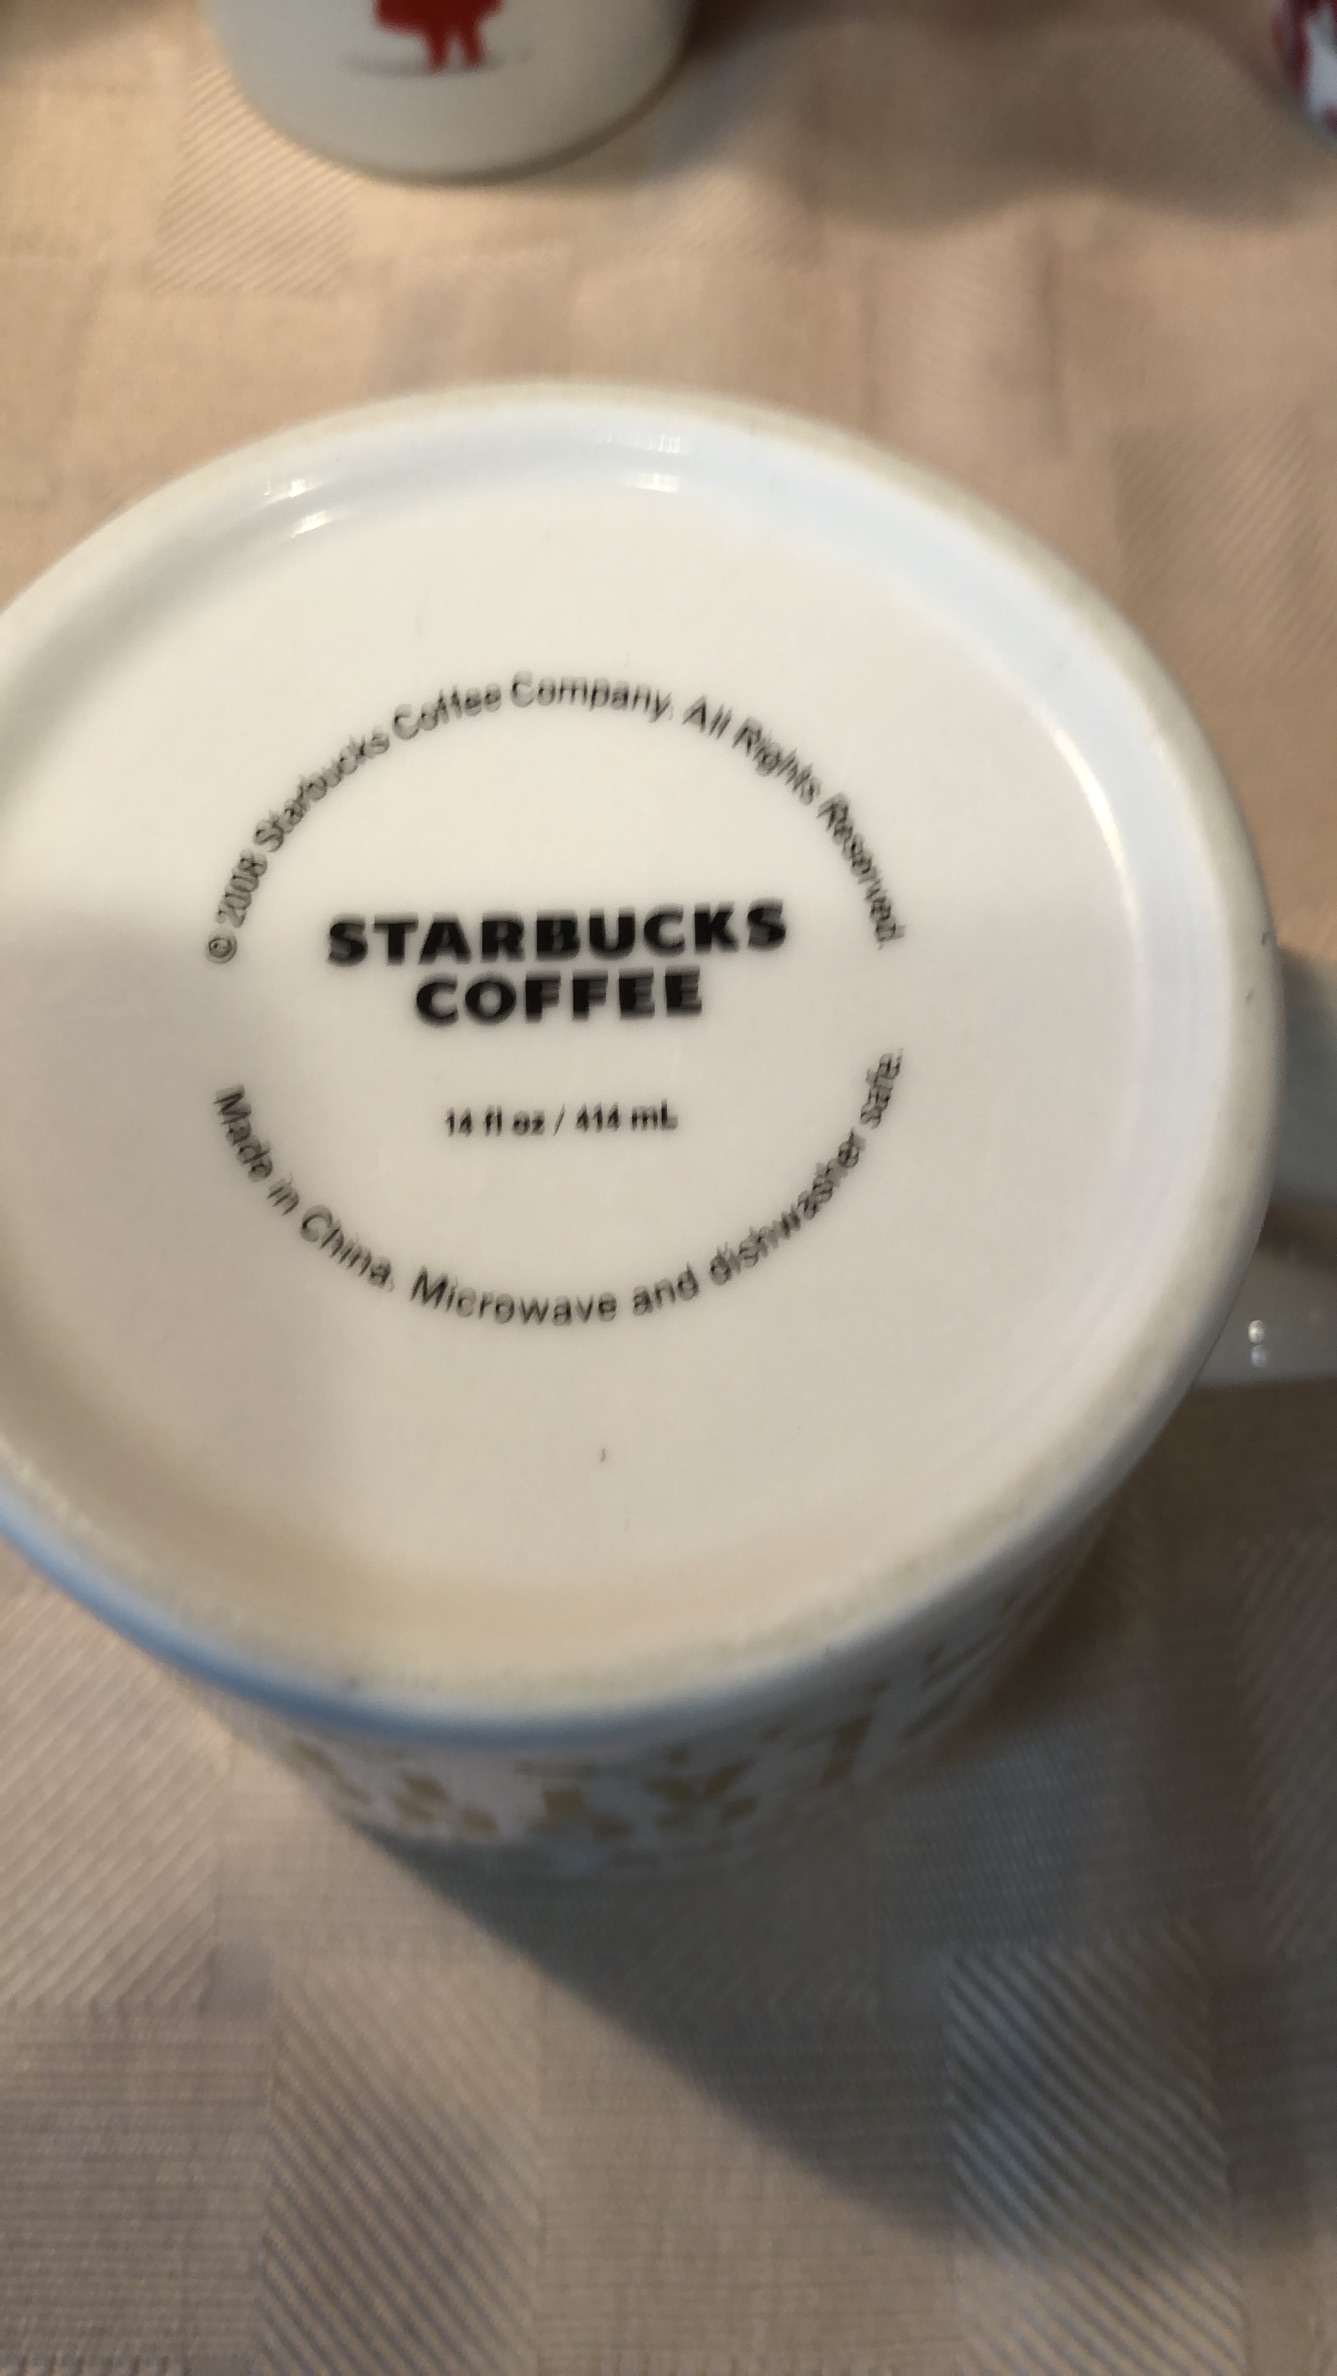 © 2008 Starbucks Coffee Company. All Rights Reserved.
STARBUCKS
COFFEE
14 fl oz / 414 mL
Made in China. Microwave and dishwasher safe.